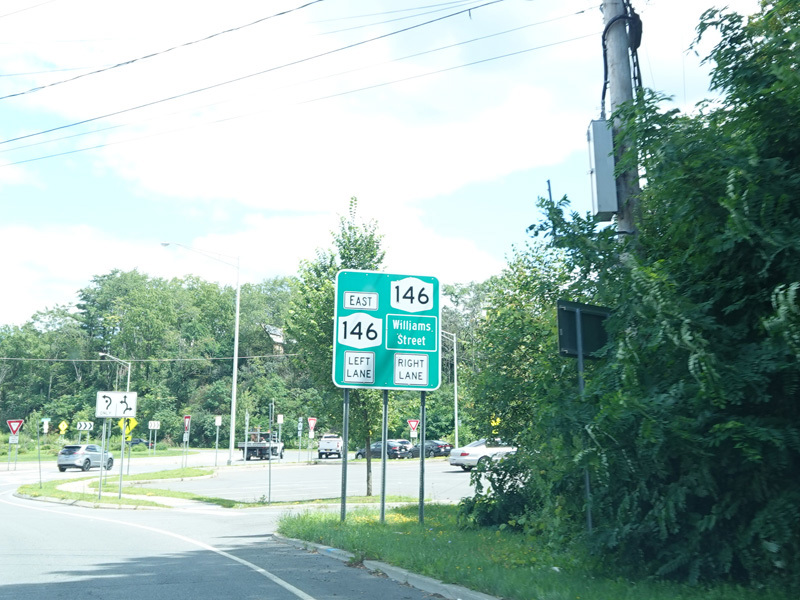 EAST
146
146
Williams
Street
LEFT
LANE
RIGHT
LANE